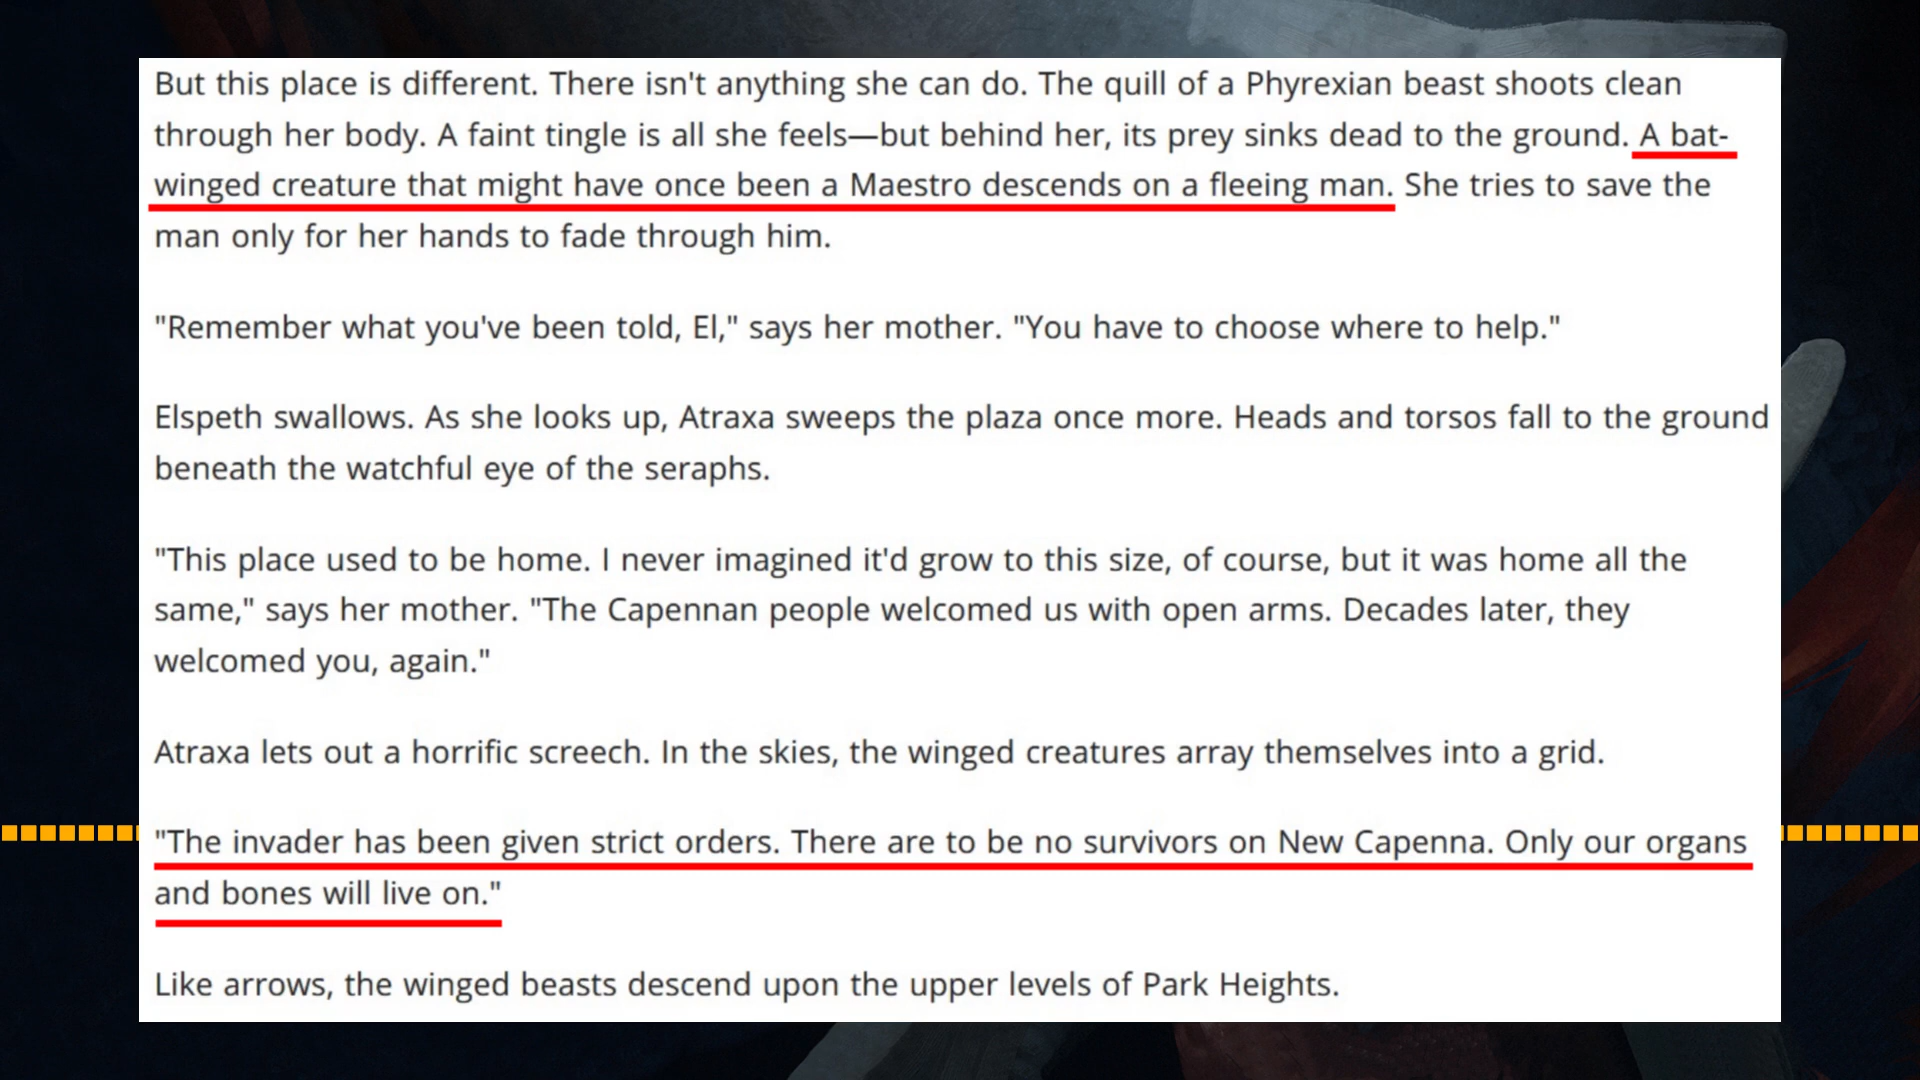 But this place is different. There isn't anything she can do. The quill of a Phyrexian beast shoots clean
through her body. A faint tingle is all she feels—but behind her, its prey sinks dead to the ground. A bat-
winged creature that might have once been a Maestro descends on a fleeing man. She tries to save the
man only for her hands to fade through him.
"Remember what you've been told, El," says her mother. "You have to choose where to help."
Elspeth swallows. As she looks up, Atraxa sweeps the plaza once more. Heads and torsos fall to the ground
beneath the watchful eye of the seraphs.
"This place used to be home. I never imagined it'd grow to this size, of course, but it was home all the
same," says her mother. "The Capennan people welcomed us with open arms. Decades later, they
welcomed you, again."
Atraxa lets out a horrific screech. In the skies, the winged creatures array themselves into a grid.
"The invader has been given strict orders. There are to be no survivors on New Capenna. Only our organs
and bones will live on."
Like arrows, the winged beasts descend upon the upper levels of Park Heights.